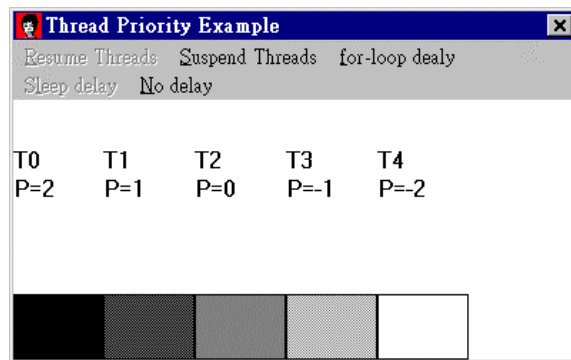 Thread Priority Example
Resume Threads Suspend Threads for-loop dealy
Sleep delay No delay
T0 T1 T2 T3 T4
P=2 P=1 P=0 P=-1 P=-2